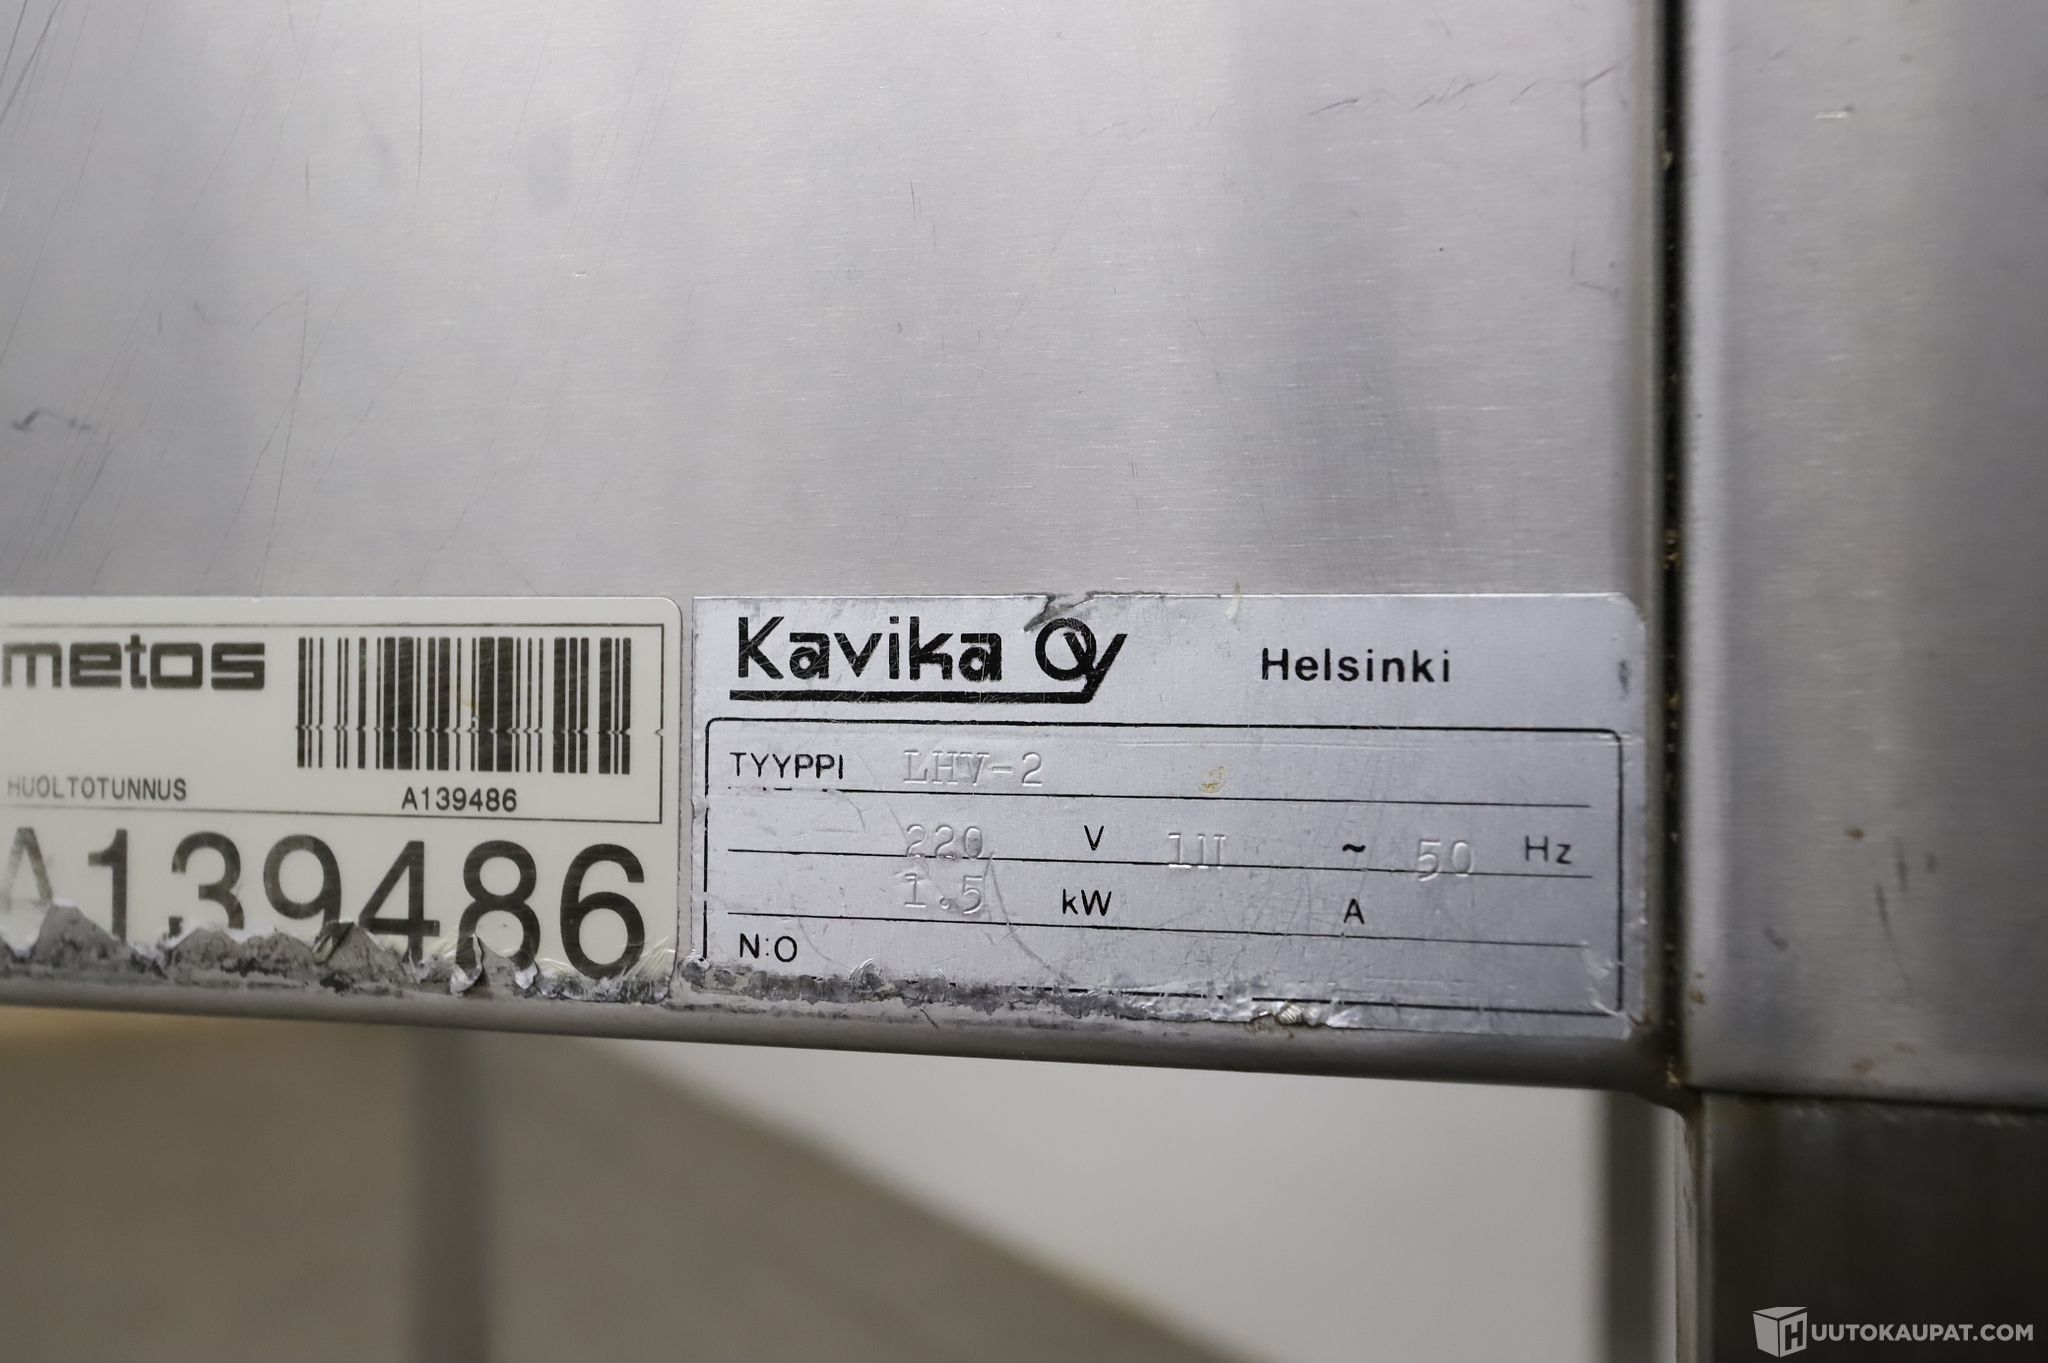 metos
HUOLTOTUNNUS
A139486
A139486
Kavika Oy Helsinki
TYYPPI LHV-2
220 V 1N ~ 50 Hz
1.5 kW A
N:O
HUUTOKAUPAT.COM